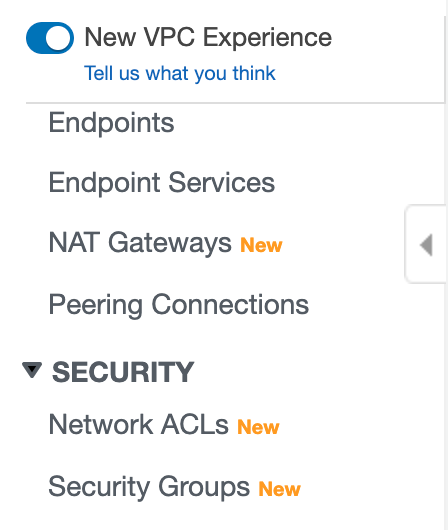 New VPC Experience
Tell us what you think
Endpoints
Endpoint Services
NAT Gateways New
Peering Connections
SECURITY
Network ACLs New
Security Groups New